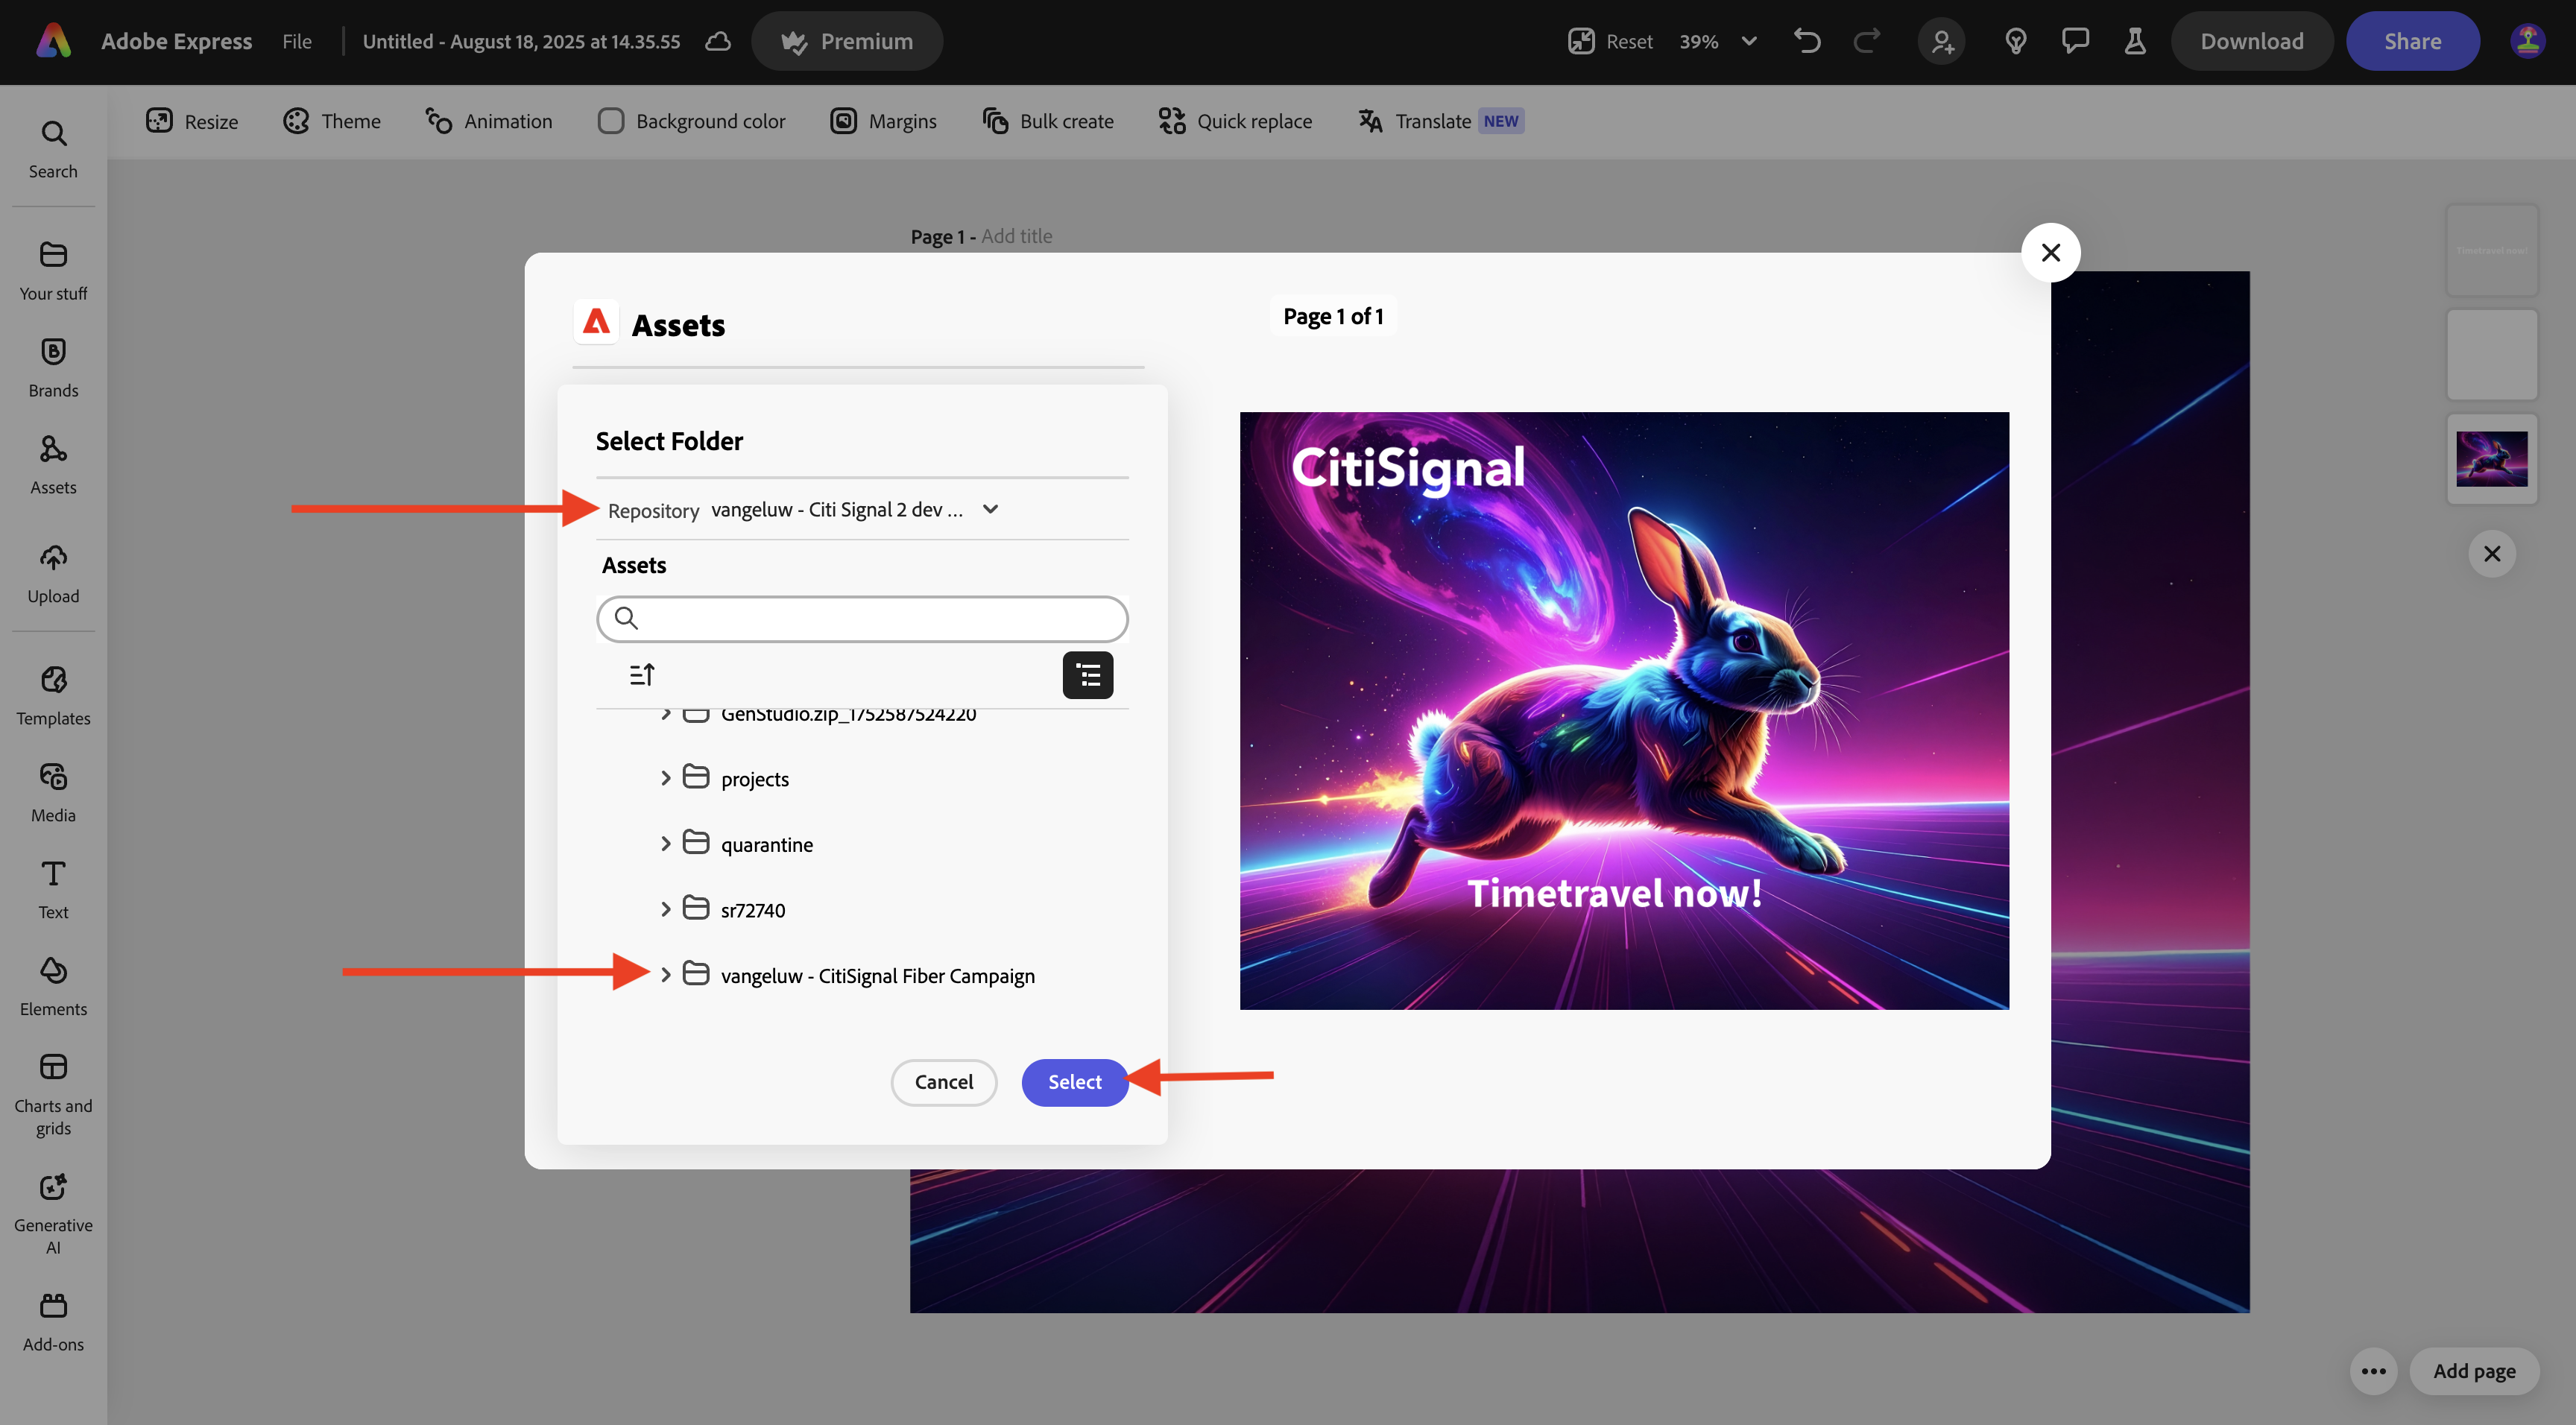 Adobe Express File Untitled - August 18, 2025 at 14.35.55 Premium Reset 39% Download Share
Resize Theme Animation Background color Margins Bulk create Quick replace Translate NEW
Search
Your stuff
Brands
Assets
Upload
Templates
Media
Text
Elements
Charts and
grids
Generative
AI
Add-ons
Page 1 - Add title
Assets
Page 1 of 1
Select Folder
Repository vangeluw - Citi Signal 2 dev ...
Assets
GenStudio.zip_1752587524220
projects
quarantine
sr72740
vangeluw - CitiSignal Fiber Campaign
Cancel Select
CitiSignal
Timetravel now!
Timetravel now!
Add page